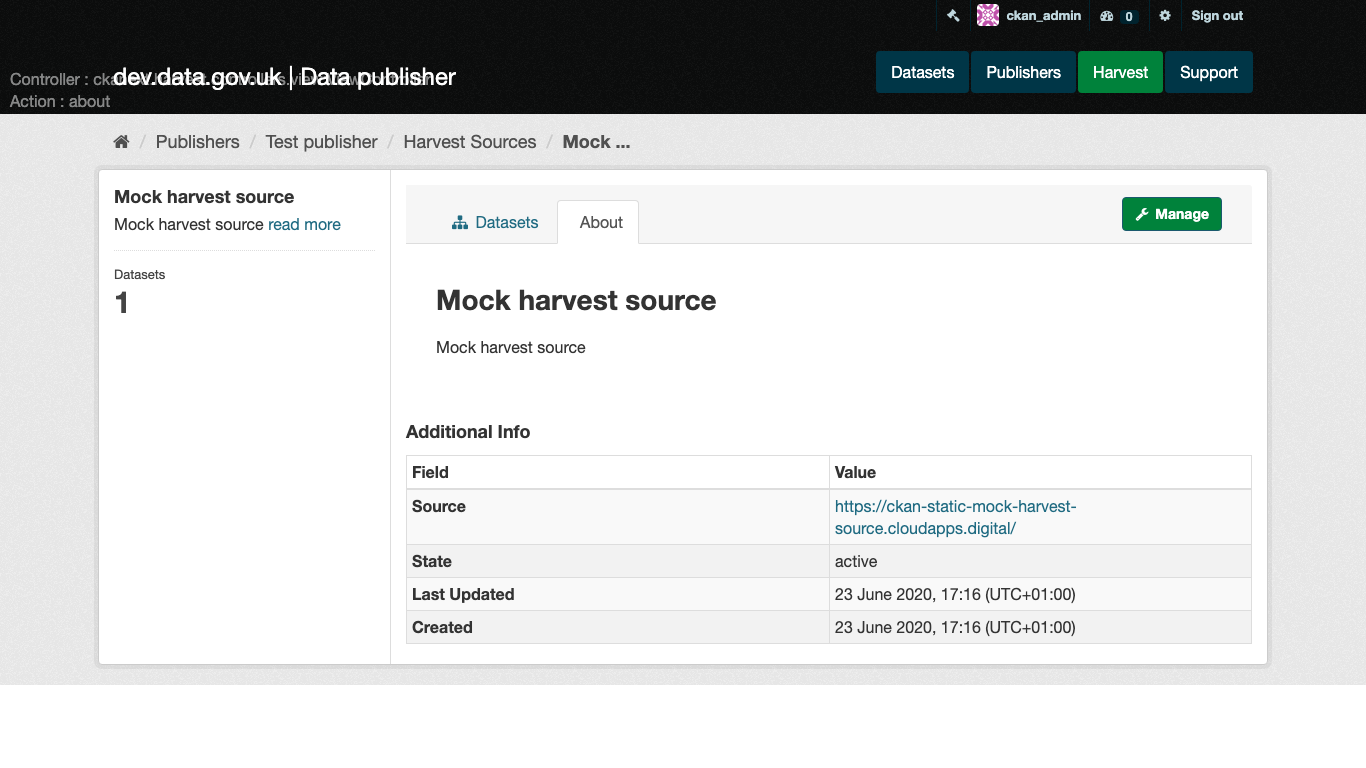 ckan_admin 0 Sign out
Controller : 
dev.data.gov.uk | Data publisher
Action : about
Datasets Publishers Harvest Support
/ Publishers / Test publisher / Harvest Sources / Mock ...
Mock harvest source
Mock harvest source read more
Datasets
1
Datasets About Manage
Mock harvest source
Mock harvest source
Additional Info
Field Value
Source https://ckan-static-mock-harvest-
source.cloudapps.digital/
State active
Last Updated 23 June 2020, 17:16 (UTC+01:00)
Created 23 June 2020, 17:16 (UTC+01:00)